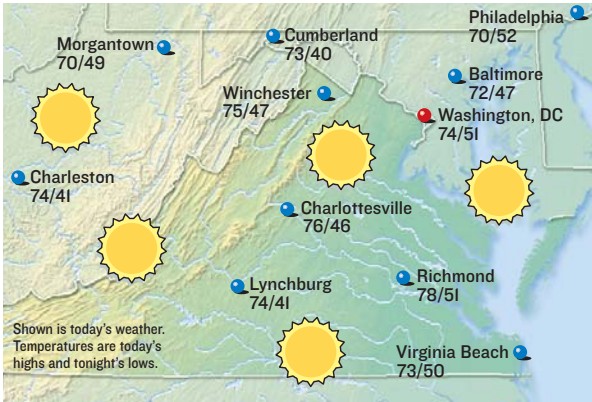 Philadelphia
70/52
Cumberland
73/40
Morgantown
70/49
Baltimore
72/47
Winchester
75/47
Washington, DC
74/51
Charleston
74/41
Charlottesville
76/46
Lynchburg
74/41
Richmond
78/51
Shown is today's weather.
Temperatures are today's
highs and tonight's lows.
Virginia Beach
73/50